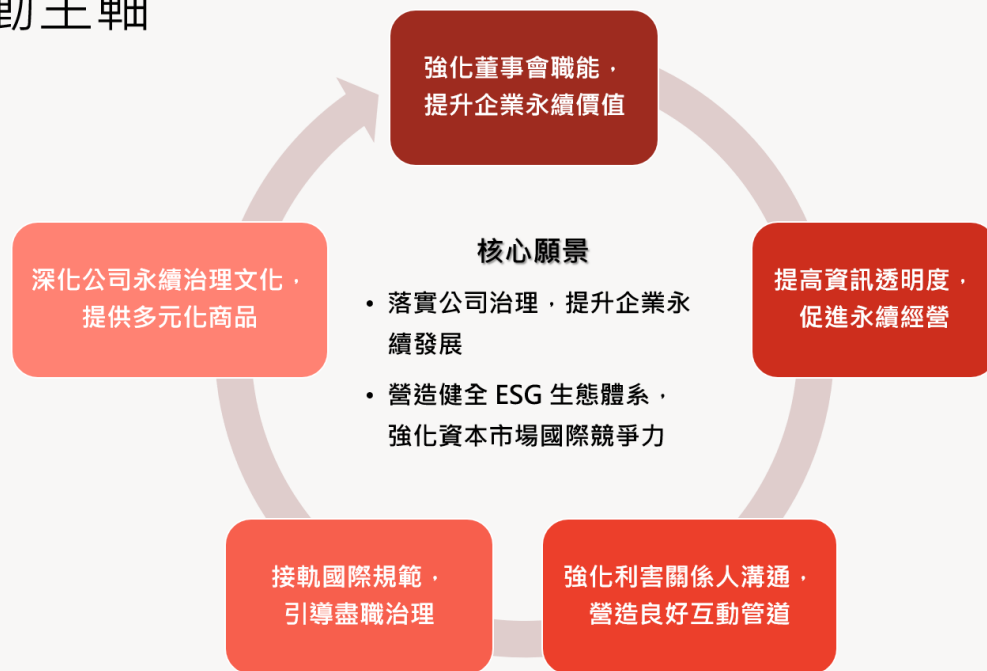 動主軸
強化董事會職能，
提升企業永續價值
提高資訊透明度，
促進永續經營
強化利害關係人溝通，
營造良好互動管道
接軌國際規範，
引導盡職治理
深化公司永續治理文化，
提供多元化商品
核心願景
• 落實公司治理，提升企業永
續發展
• 營造健全 ESG 生態體系，
強化資本市場國際競爭力